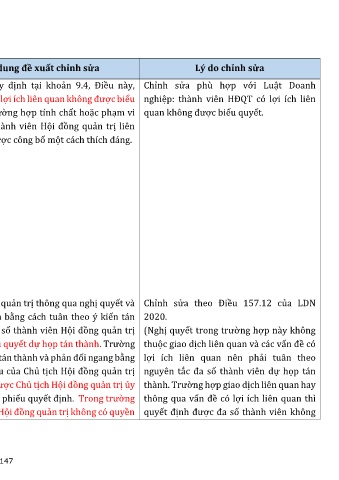 dung đề xuất chỉnh sửa
Lý do chỉnh sửa
y định tại khoản 9.4, Điều này,
lợi ích liên quan không được biểu
ường hợp tính chất hoặc phạm vi
ành viên Hội đồng quản trị liên
ược công bố một cách thích đáng.
Chỉnh sửa phù hợp với Luật Doanh
nghiệp: thành viên HĐQT có lợi ích liên
quan không được biểu quyết.
quản trị thông qua nghị quyết và
bằng cách tuân theo ý kiến tán
số thành viên Hội đồng quản trị
quyết dự họp tán thành. Trường
tán thành và phản đối ngang bằng
u của Chủ tịch Hội đồng quản trị
ược Chủ tịch Hội đồng quản trị ủy
phiếu quyết định. Trong trường
Hội đồng quản trị không có quyền
Chỉnh sửa theo Điều 157.12 của LDN
2020.
(Nghị quyết trong trường hợp này không
thuộc giao dịch liên quan và các vấn đề có
lợi ích liên quan nên phải tuân theo
nguyên tắc đa số thành viên dự họp tán
thành. Trường hợp giao dịch liên quan hay
thông qua vấn đề có lợi ích liên quan thì
quyết định được đa số thành viên không
147